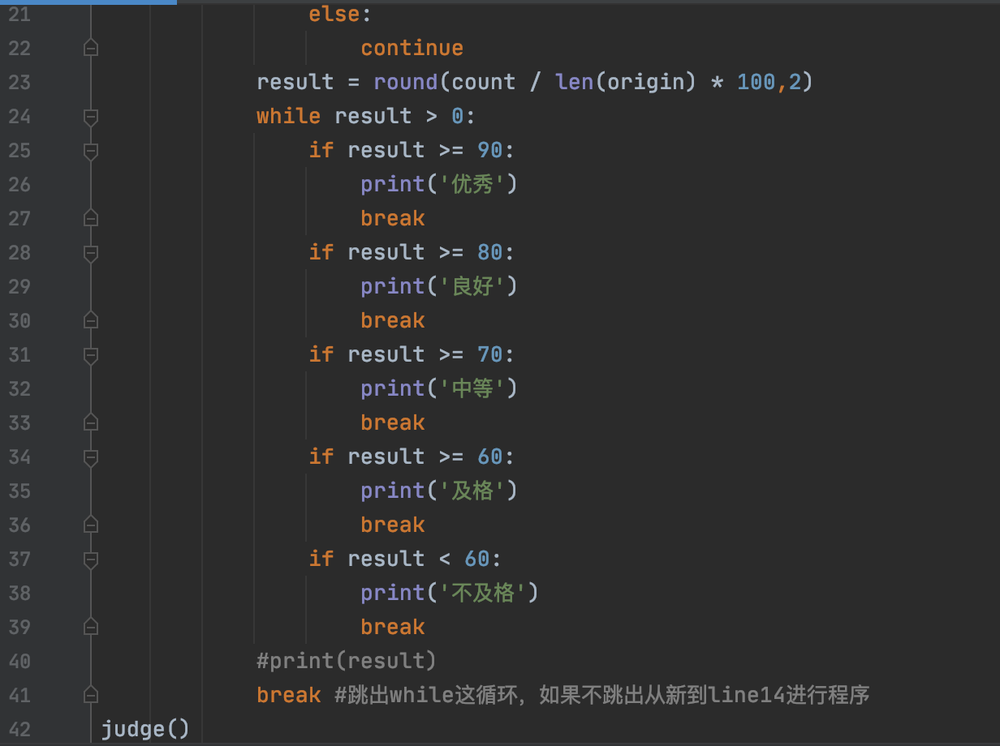 21 else:
22 continue
23 result = round(count / len(origin) * 100,2)
24 while result > 0:
25 if result >= 90:
26 print('优秀')
27 break
28 if result >= 80:
29 print('良好')
30 break
31 if result >= 70:
32 print('中等')
33 break
34 if result >= 60:
35 print('及格')
36 break
37 if result < 60:
38 print('不及格')
39 break
40 #print(result)
41 break #跳出while这循环，如果不跳出从新到line14进行程序
42 judge()